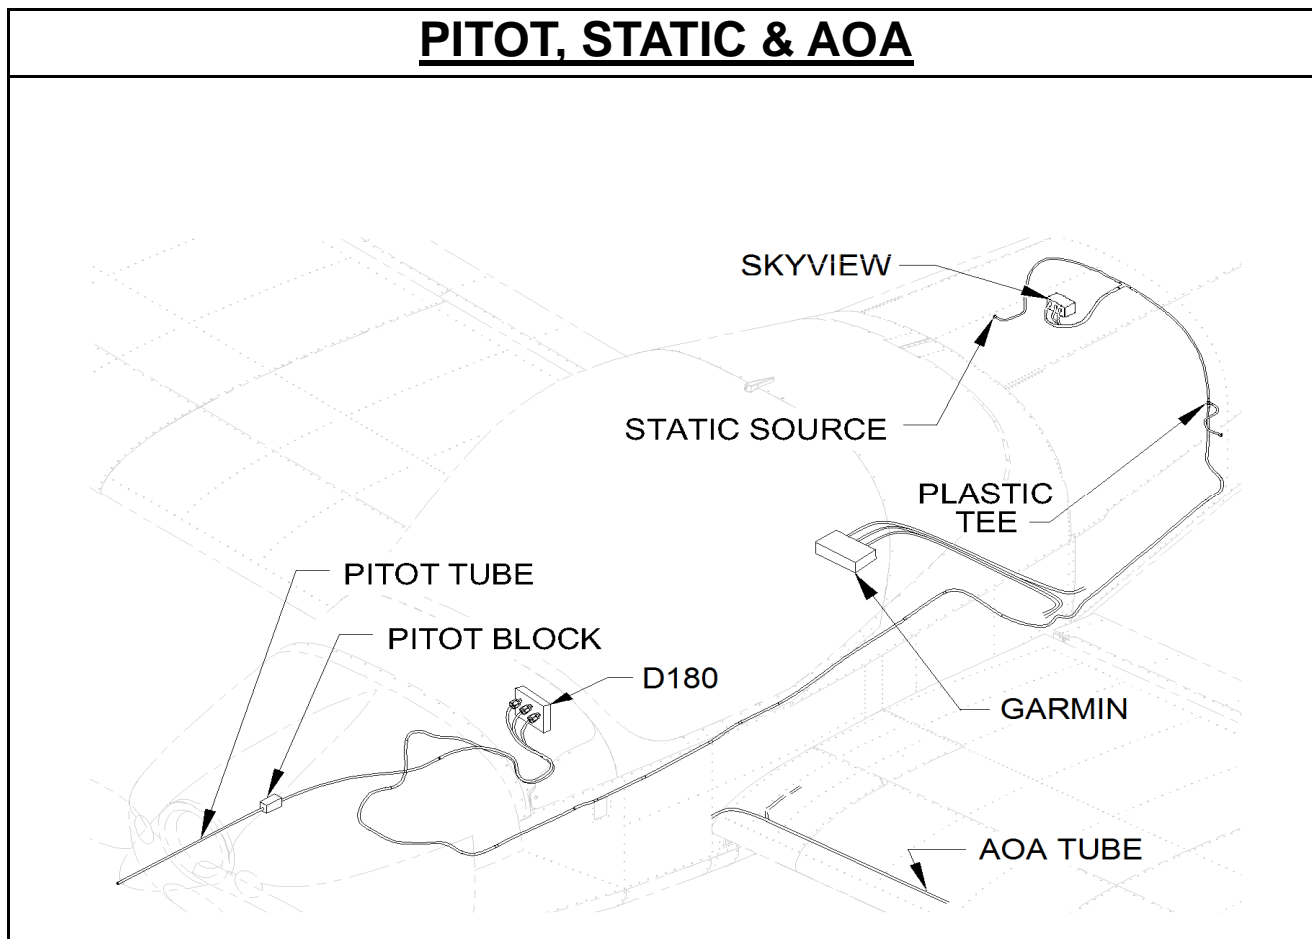 PITOT, STATIC & AOA
SKYVIEW
STATIC SOURCE
PLASTIC
TEE
PITOT TUBE
PITOT BLOCK
D180
GARMIN
AOA TUBE